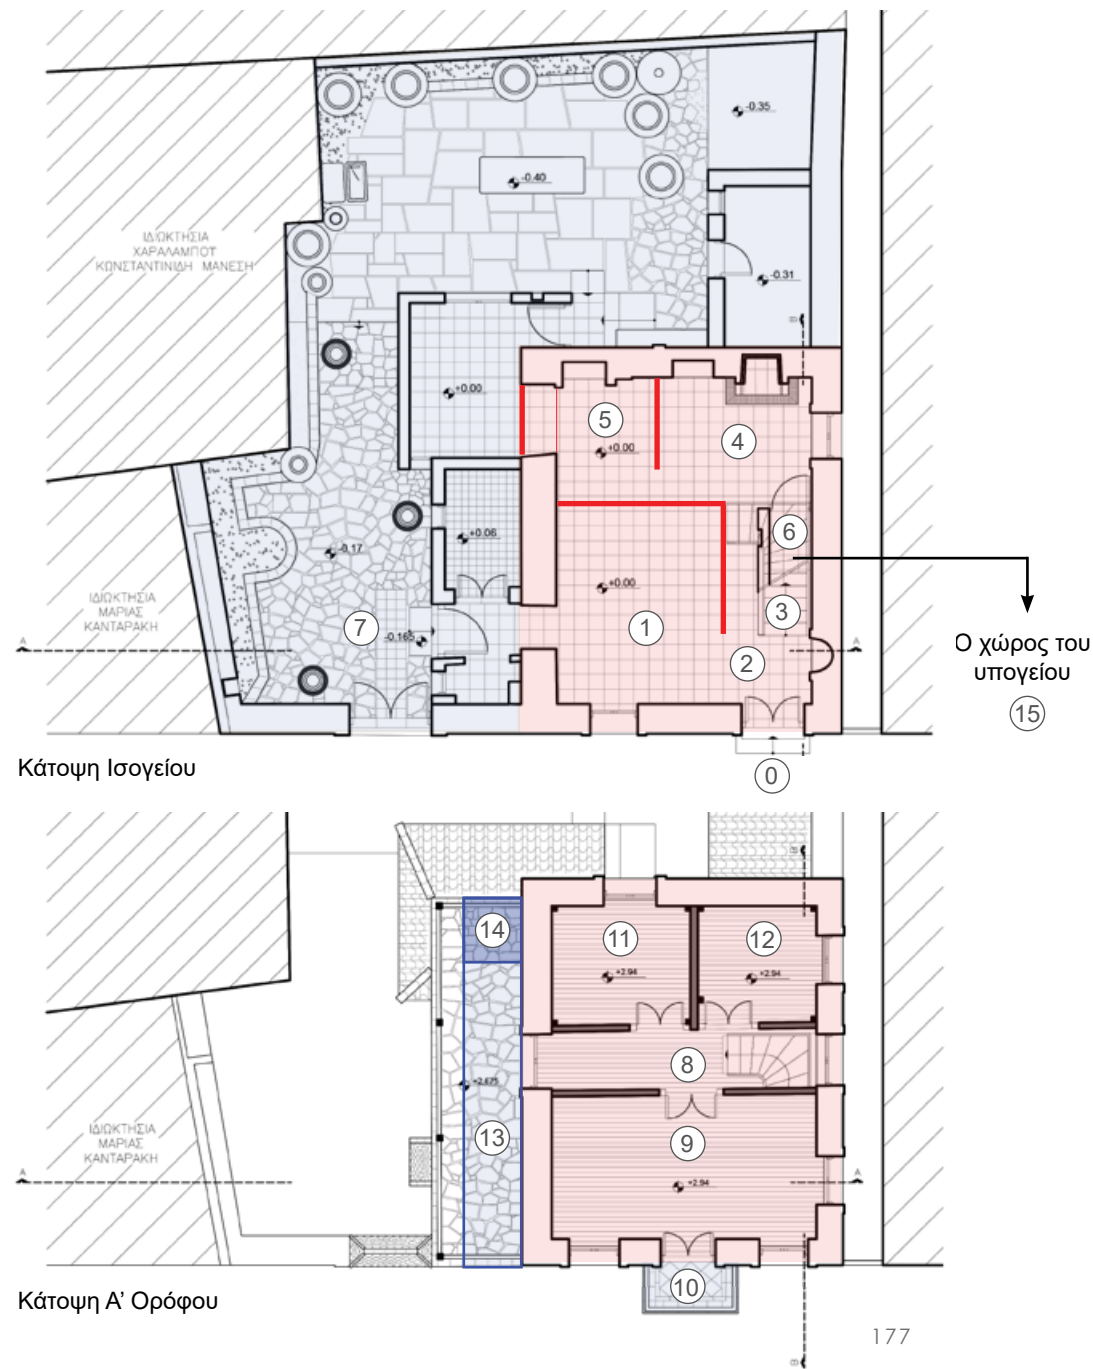 -0.35
-0.40
ΙΔΙΟΚΤΗΣΙΑ
ΧΑΡΑΛΑΜΠΟΥ
ΚΩΝΣΤΑΝΤΙΝΙΔΗ ΜΑΝΕΣΗ
-0.31
B
+0.00
5
4
+0.00
6
+0.06
-0.17
+0.00
ΙΔΙΩΚΤΗΣΙΑ
ΜΑΡΙΑΣ
ΚΑΝΤΑΡΑΚΗ
3
7
-0.165
1
2
A
A
Ο χώρος του
υπογείου
15
Κάτοψη Ισογείου
0
B
14
11
12
+2.94
+2.94
8
+2.675
ΙΔΙΩΚΤΗΣΙΑ
ΜΑΡΙΑΣ
ΚΑΝΤΑΡΑΚΗ
13
9
A
+2.94
A
10
Κάτοψη Α' Ορόφου
177
B